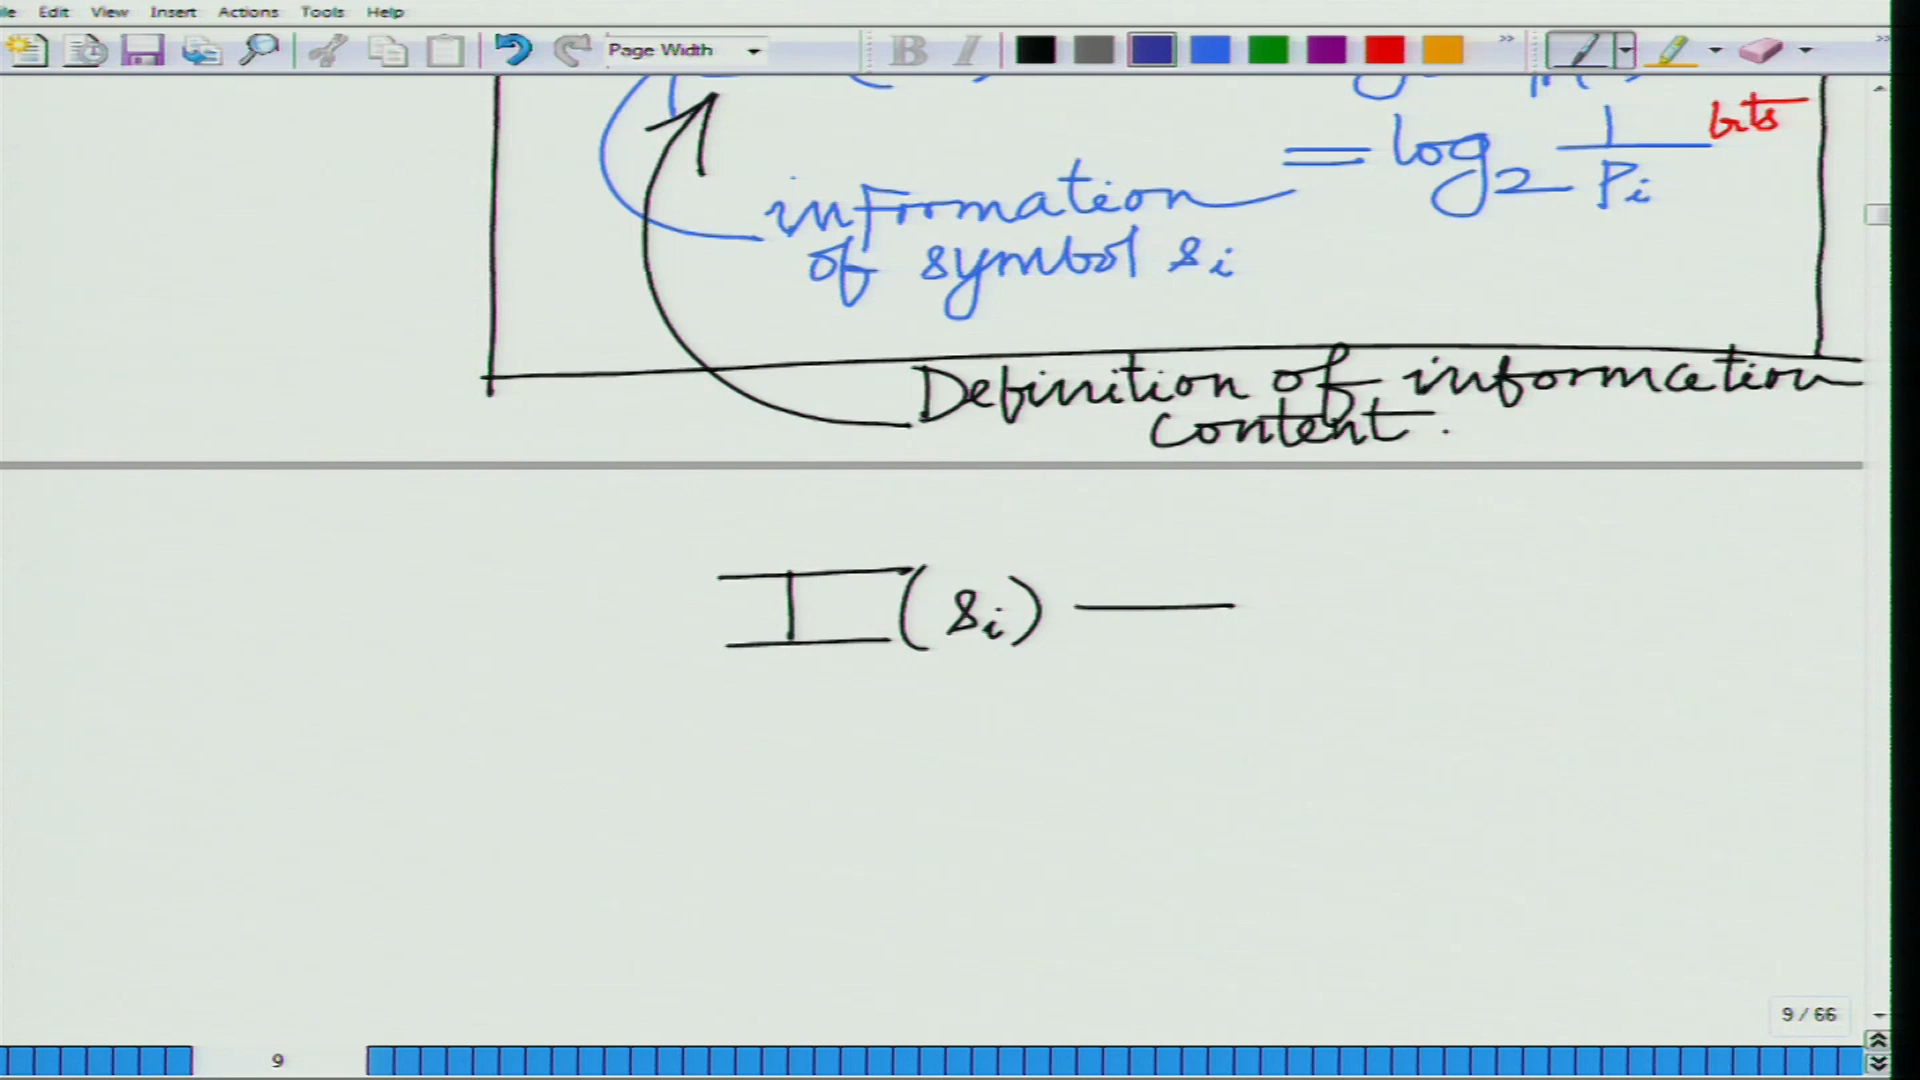 File Edit View Insert Actions Tools Help
Page Width B I
= log₂ 1/Pi bits
information
of symbol si
Definition of information
content.
I(si) —
9 / 66
9